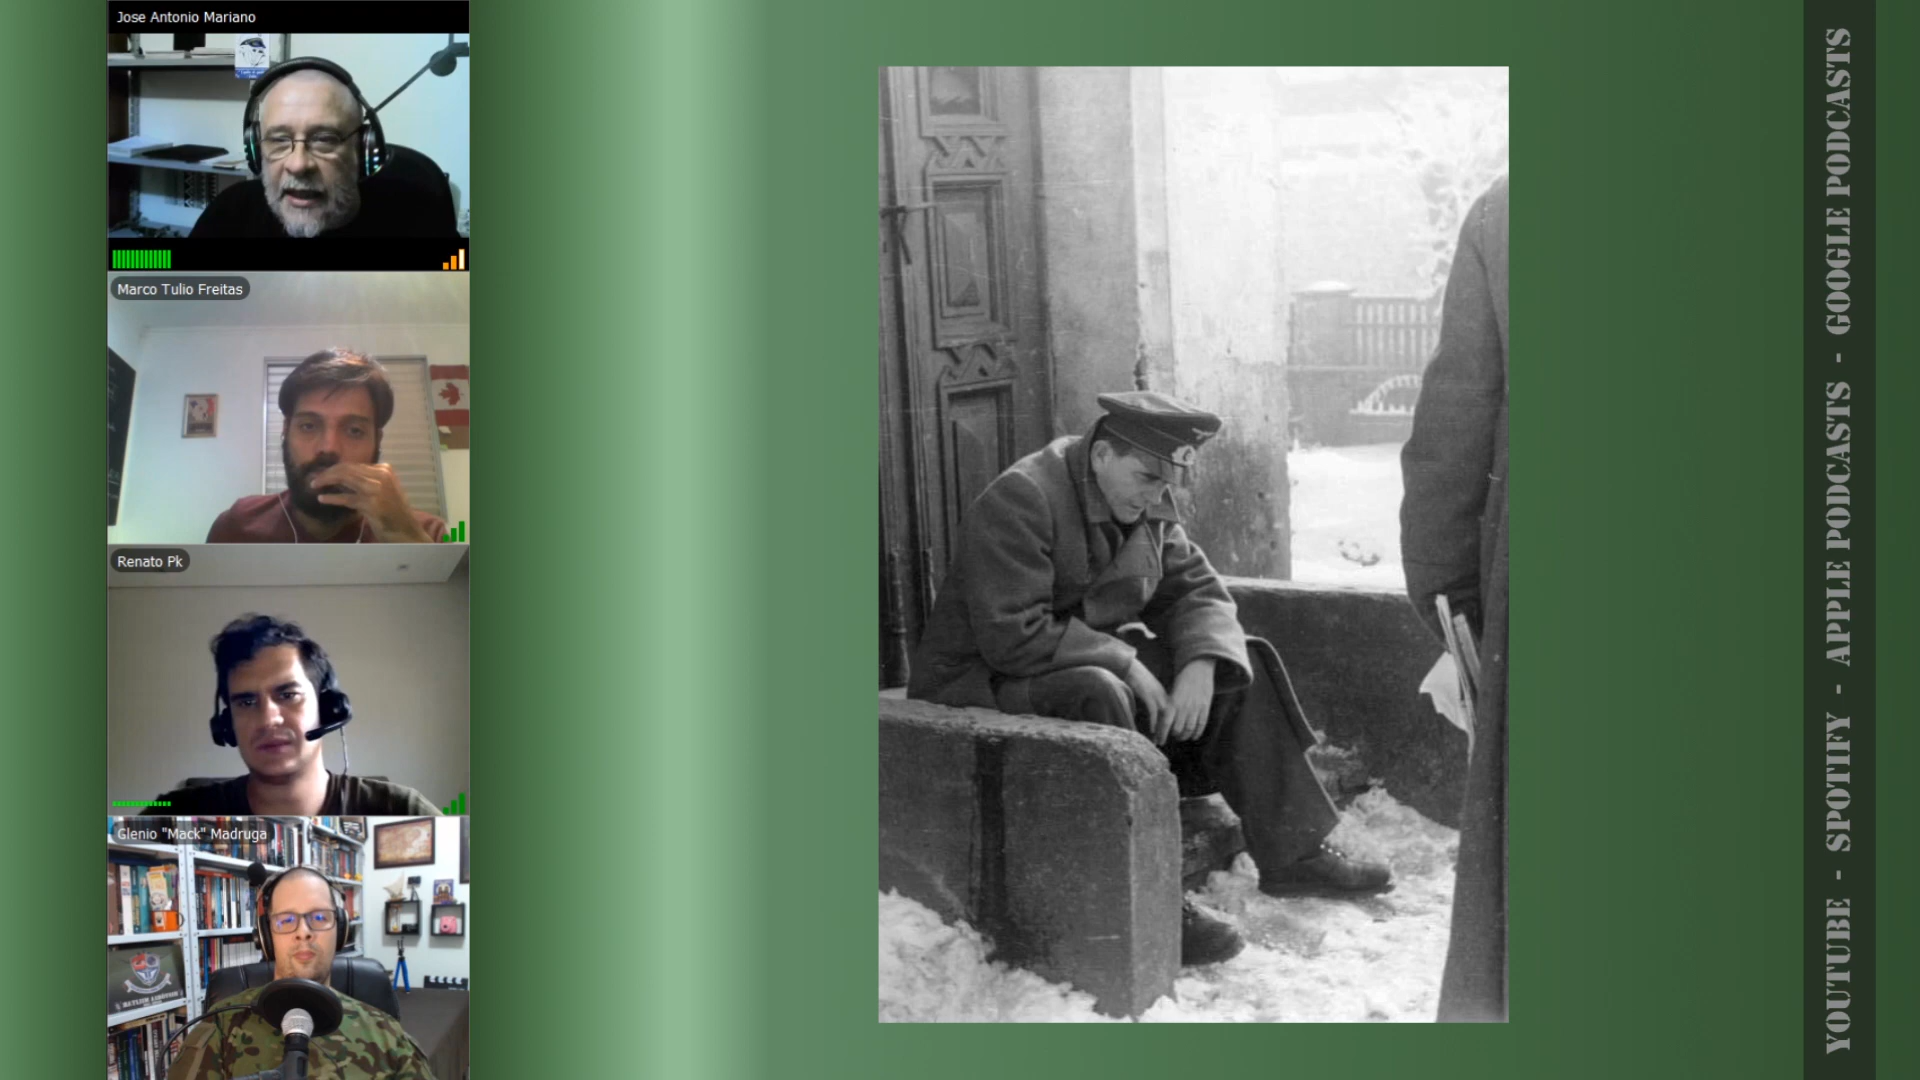 Jose Antonio Mariano
Marco Tulio Freitas
Renato Pk
Glenio "Mack" Madruga
YOUTUBE - SPOTIFY - APPLE PODCASTS - GOOGLE PODCASTS